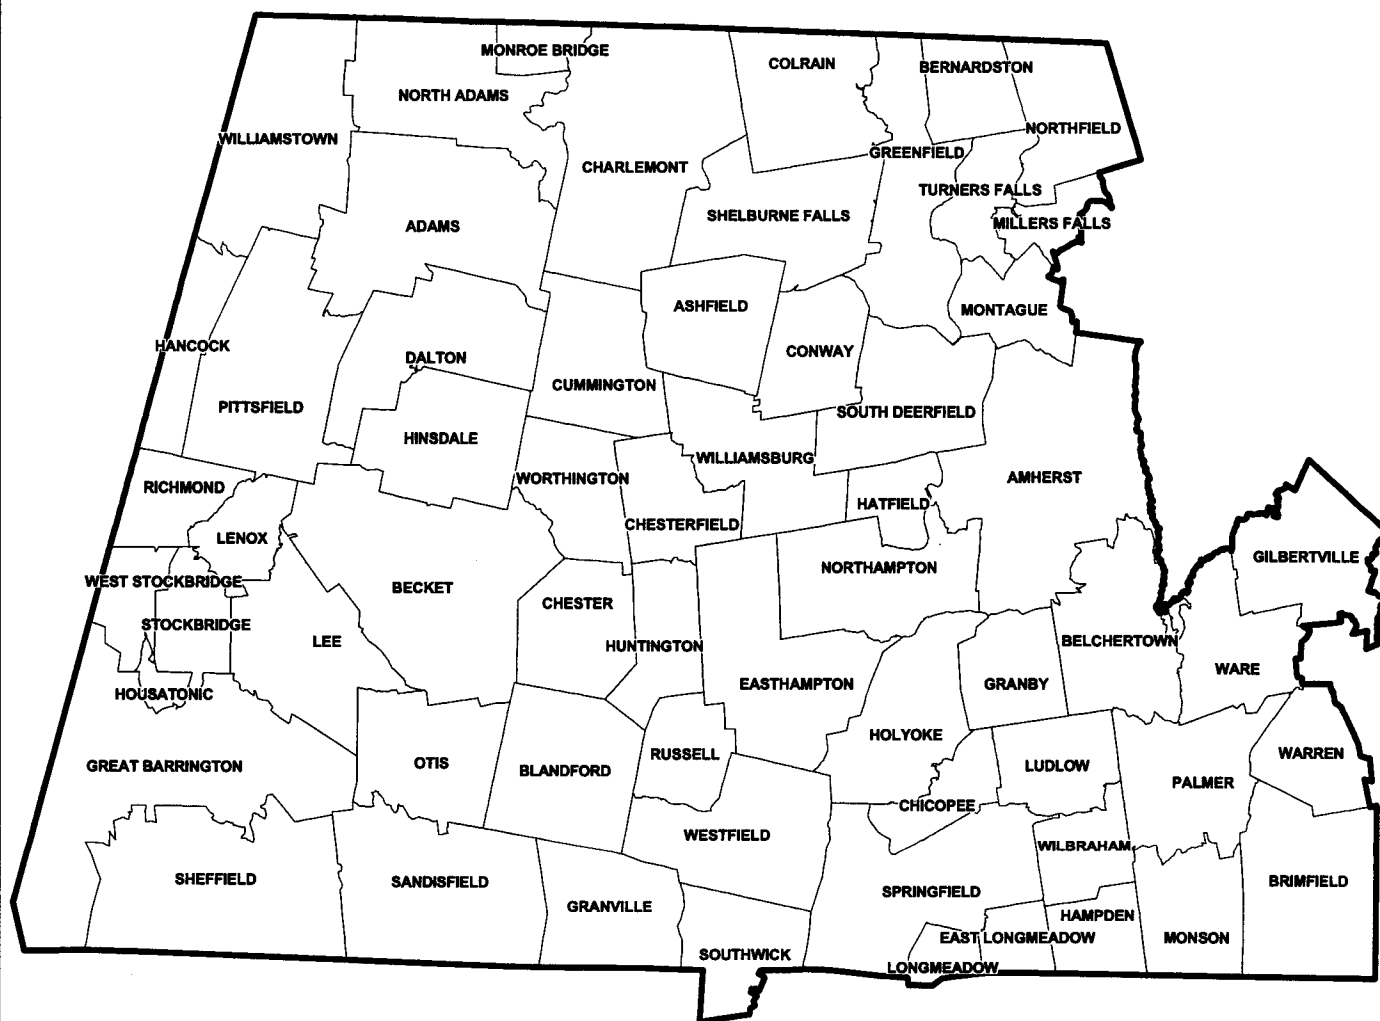 MONROE BRIDGE
COLRAIN
BERNARDSTON
NORTH ADAMS
NORTHFIELD
WILLIAMSTOWN
GREENFIELD
CHARLEMONT
TURNERS FALLS
SHELBURNE FALLS
MILLERS FALLS
ADAMS
ASHFIELD
MONTAGUE
HANCOCK
CONWAY
DALTON
CUMMINGTON
PITTSFIELD
SOUTH DEERFIELD
HINSDALE
WILLIAMSBURG
WORTHINGTON
AMHERST
RICHMOND
HATFIELD
CHESTERFIELD
LENOX
GILBERTVILLE
NORTHAMPTON
WEST STOCKBRIDGE
BECKET
CHESTER
STOCKBRIDGE
LEE
BELCHERTOWN
HUNTINGTON
WARE
EASTHAMPTON
GRANBY
HOUSATONIC
HOLYOKE
RUSSELL
WARREN
OTIS
GREAT BARRINGTON
LUDLOW
BLANDFORD
PALMER
CHICOPEE
WESTFIELD
WILBRAHAM
SHEFFIELD
SANDISFIELD
BRIMFIELD
SPRINGFIELD
GRANVILLE
HAMPDEN
EAST LONGMEADOW
MONSON
SOUTHWICK
LONGMEADOW